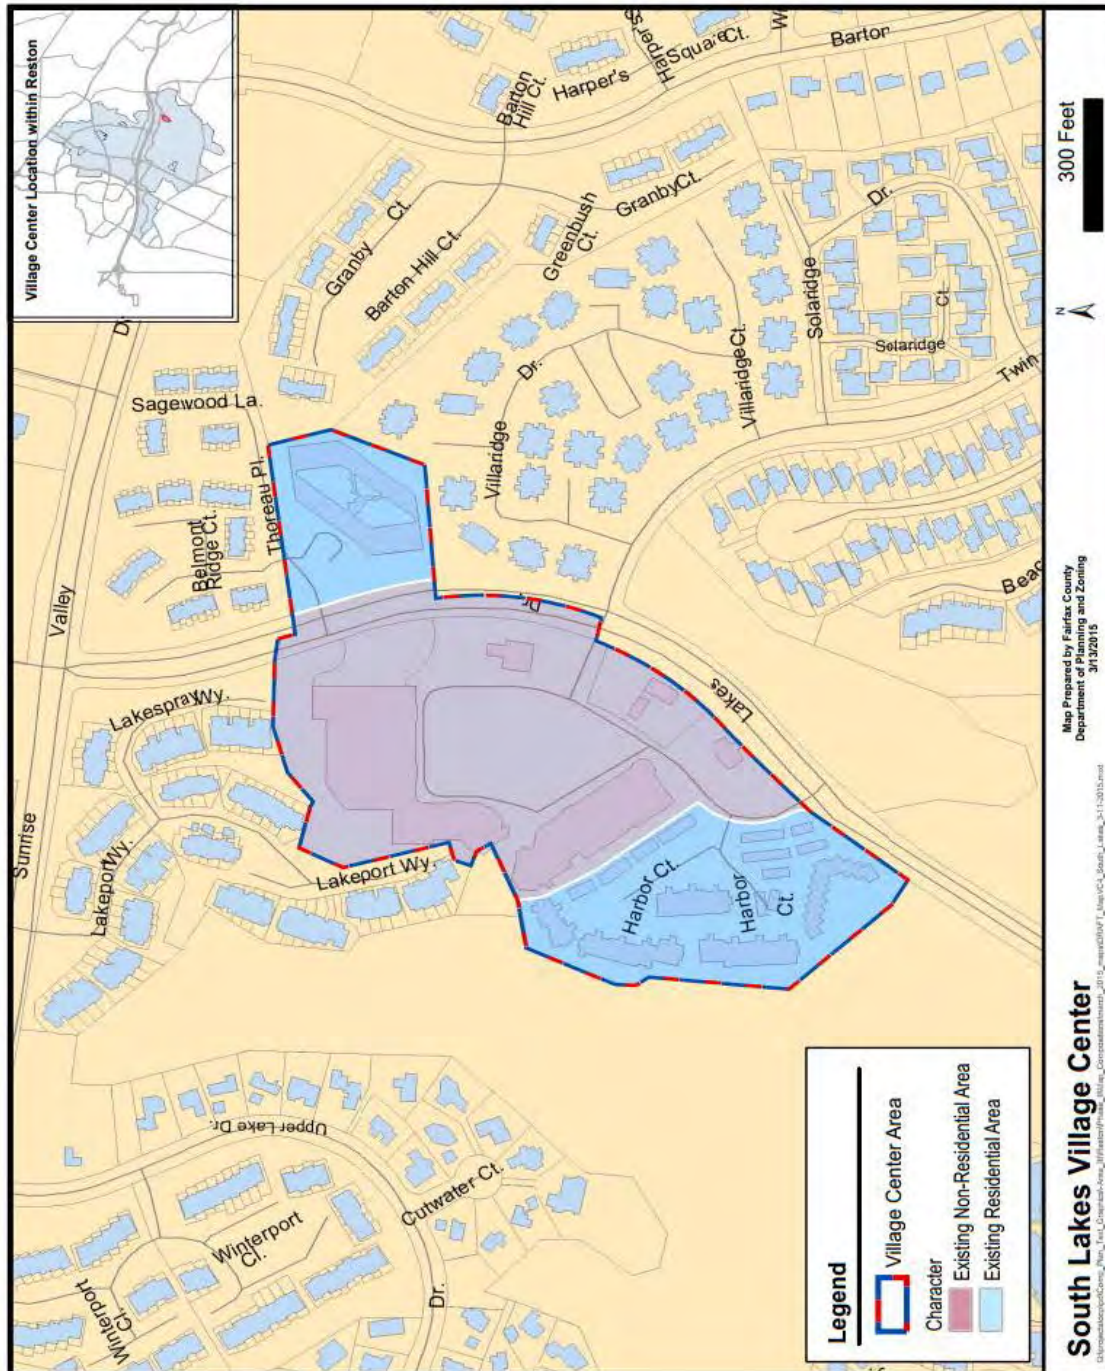 Village Center Location within Reston
Barton
Hill Ct.
Harper's
Square Ct.
Harper's
Barton
Granby
Ct.
Barton Hill Ct.
Greenbush
Ct.
Granby Ct.
Solaridge
Dr.
Solaridge
Ct.
Twin
Sagewood La.
Villaridge
Dr.
Villaridge Ct.
Thoreau Pl.
Belmont
Ridge Ct.
Valley
Dr.
Lakes
Beac
Lakespray Wy.
Lakeport Wy.
Lakeport Wy.
Sunrise
Harbor
Ct.
Harbor
Ct.
Upper Lake Dr.
Cutwater Ct.
Winterport
Cl.
Winterport
Cl.
Dr.
Legend
Village Center Area
Character
Existing Non-Residential Area
Existing Residential Area
South Lakes Village Center
Map Prepared by Fairfax County
Department of Planning and Zoning
3/13/2015
N
300 Feet